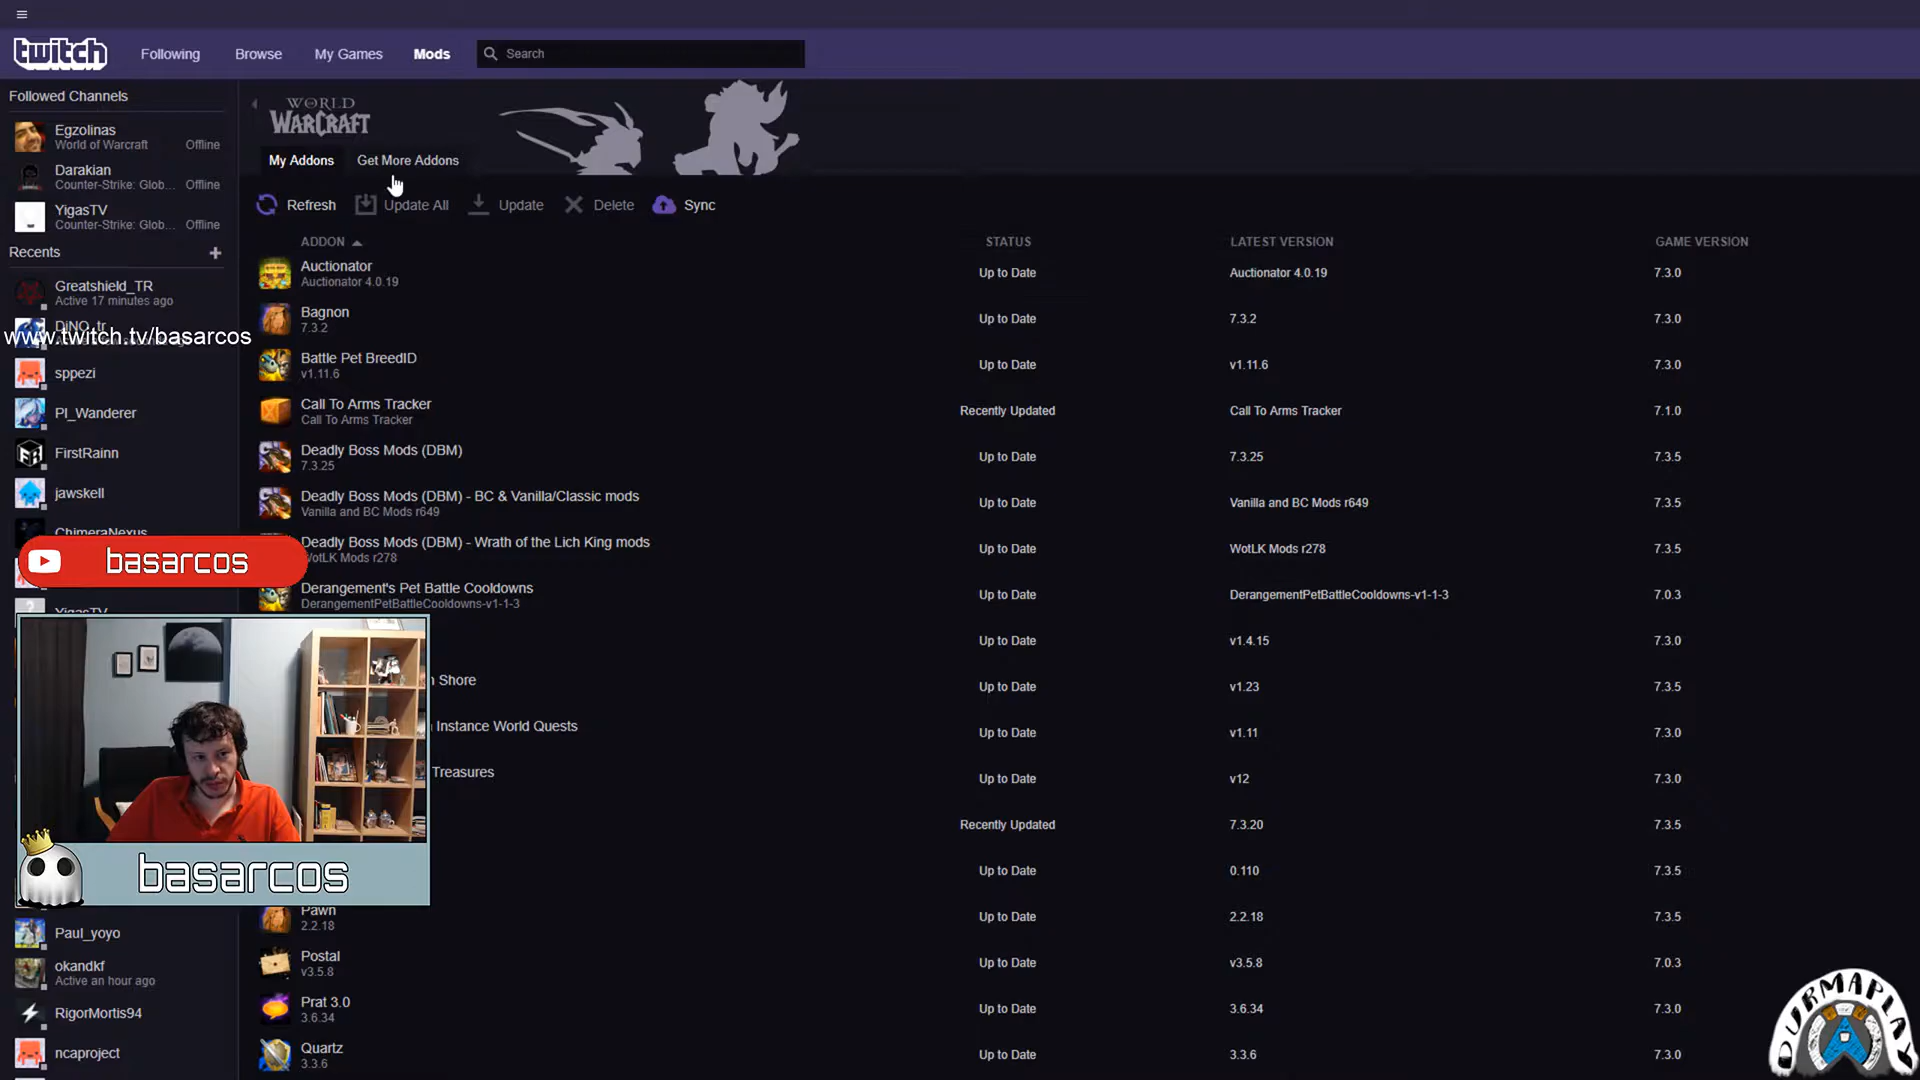 twitch
Following
Browse
My Games
Mods
Search
Followed Channels
Egzolinas
World of Warcraft
Offline
Darakian
Counter-Strike: Glob...
Offline
YigasTV
Counter-Strike: Glob...
Offline
Recents
Greatshield_TR
Active 17 minutes ago
DiNO_tr
www.twitch.tv/basarcos
sppezi
PI_Wanderer
FirstRainn
jawskell
ChimeraNexus
basarcos
YigasTV
basarcos
Paul_yoyo
okandkf
Active an hour ago
RigorMortis94
ncaproject
WORLD
WARCRAFT
My Addons
Get More Addons
Refresh
Update All
Update
Delete
Sync
ADDON
STATUS
LATEST VERSION
GAME VERSION
Auctionator
Auctionator 4.0.19
Up to Date
Auctionator 4.0.19
7.3.0
Bagnon
7.3.2
Up to Date
7.3.2
7.3.0
Battle Pet BreedID
v1.11.6
Up to Date
v1.11.6
7.3.0
Call To Arms Tracker
Call To Arms Tracker
Recently Updated
Call To Arms Tracker
7.1.0
Deadly Boss Mods (DBM)
7.3.25
Up to Date
7.3.25
7.3.5
Deadly Boss Mods (DBM) - BC & Vanilla/Classic mods
Vanilla and BC Mods r649
Up to Date
Vanilla and BC Mods r649
7.3.5
Deadly Boss Mods (DBM) - Wrath of the Lich King mods
WotLK Mods r278
Up to Date
WotLK Mods r278
7.3.5
Derangement's Pet Battle Cooldowns
DerangementPetBattleCooldowns-v1-1-3
Up to Date
DerangementPetBattleCooldowns-v1-1-3
7.0.3
Up to Date
v1.4.15
7.3.0
Shore
Up to Date
v1.23
7.3.5
Instance World Quests
Up to Date
v1.11
7.3.0
Treasures
Up to Date
v12
7.3.0
Recently Updated
7.3.20
7.3.5
Up to Date
0.110
7.3.5
Pawn
2.2.18
Up to Date
2.2.18
7.3.5
Postal
v3.5.8
Up to Date
v3.5.8
7.0.3
Prat 3.0
3.6.34
Up to Date
3.6.34
7.3.0
Quartz
3.3.6
Up to Date
3.3.6
7.3.0
DURMAPLAY